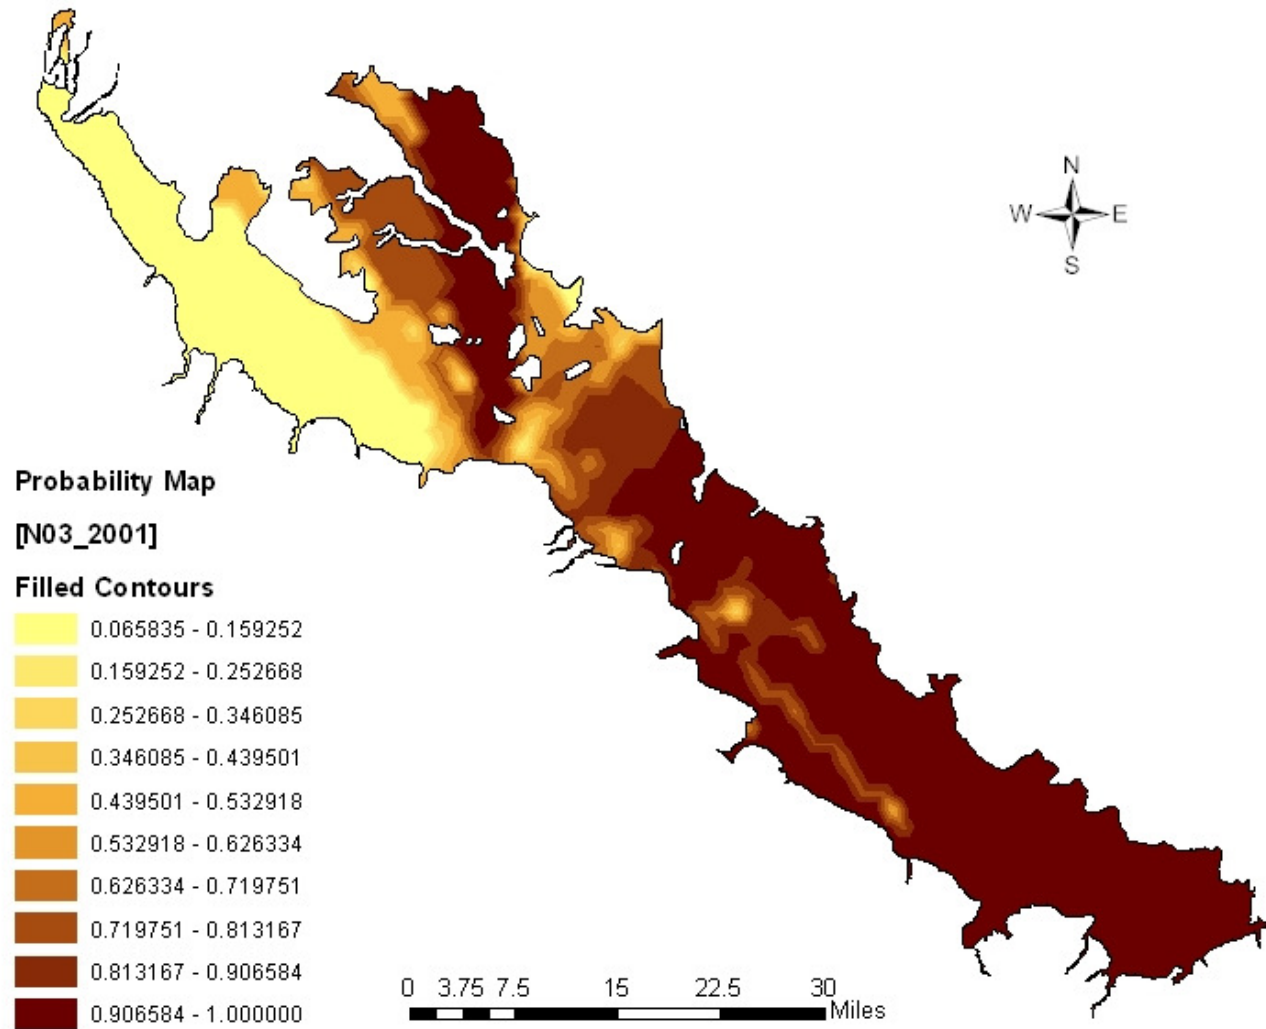 N
W E
S
Probability Map
[N03_2001]
Filled Contours
0.065835 - 0.159252
0.159252 - 0.252668
0.252668 - 0.346085
0.346085 - 0.439501
0.439501 - 0.532918
0.532918 - 0.626334
0.626334 - 0.719751
0.719751 - 0.813167
0.813167 - 0.906584
0.906584 - 1.000000
0 3.75 7.5 15 22.5 30
Miles